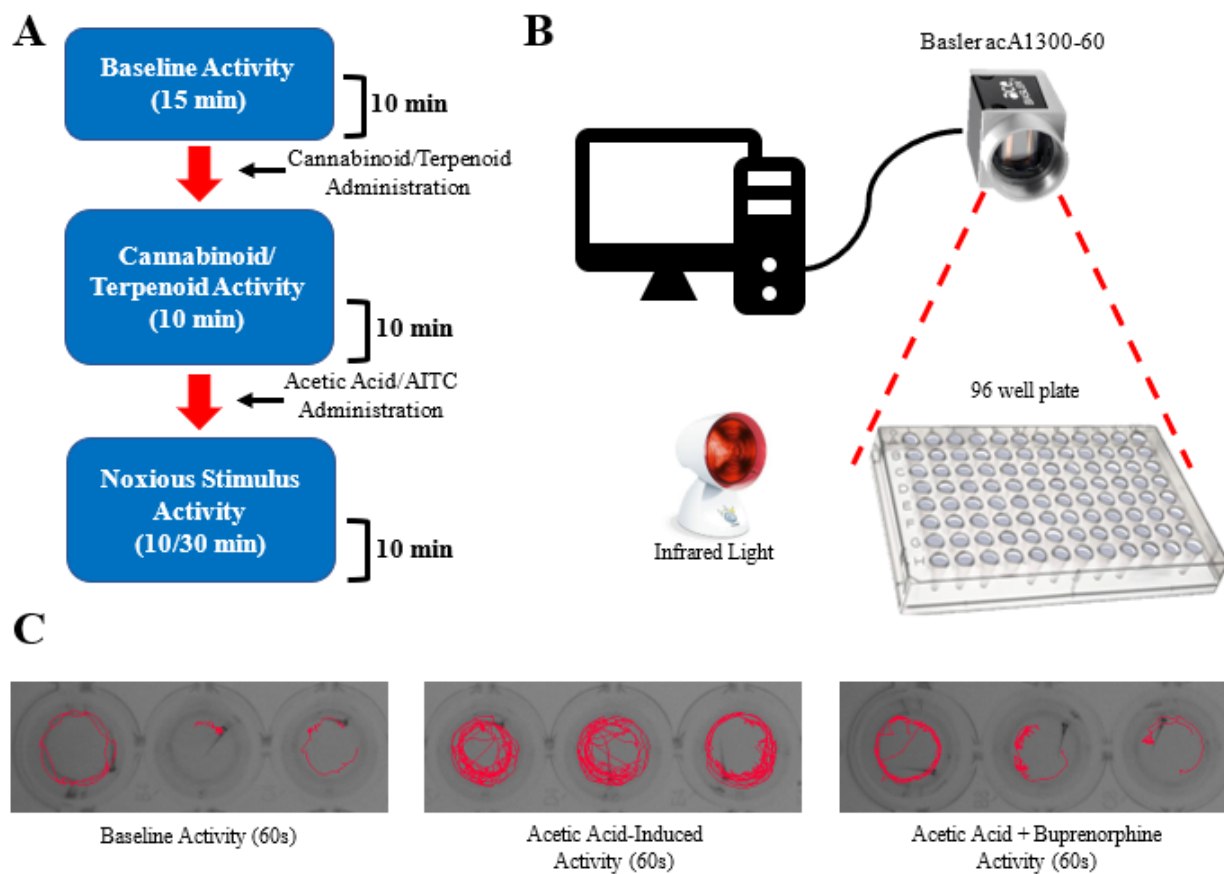 A
Baseline Activity
(15 min)
10 min
Cannabinoid/Terpenoid
Administration
Cannabinoid/
Terpenoid Activity
(10 min)
10 min
Acetic Acid/AITC
Administration
Noxious Stimulus
Activity
(10/30 min)
10 min
B
Basler acA1300-60
BASLER
96 well plate
C
D
E
F
G
H
Infrared Light
C
Baseline Activity (60s)
Acetic Acid-Induced
Activity (60s)
Acetic Acid + Buprenorphine
Activity (60s)